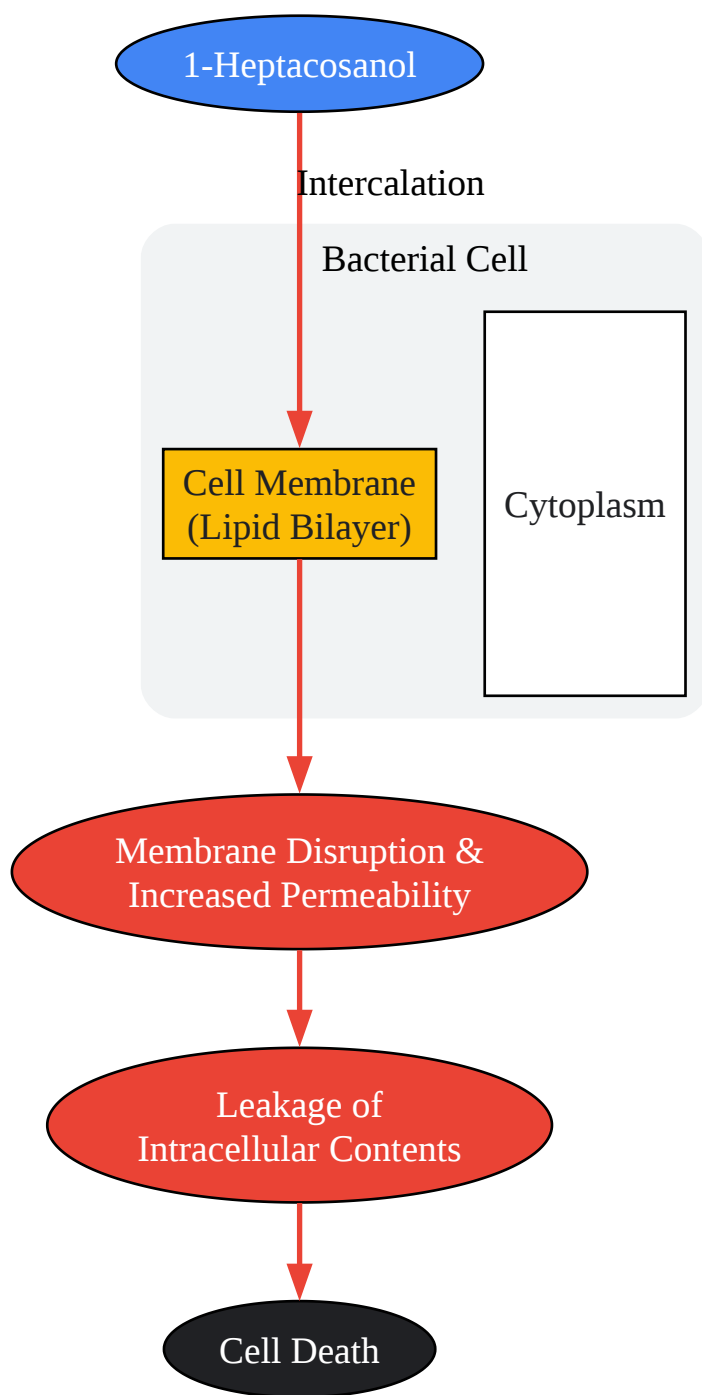 1-Heptacosanol
Intercalation
Bacterial Cell
Cell Membrane
(Lipid Bilayer)
Cytoplasm
Membrane Disruption &
Increased Permeability
Leakage of
Intracellular Contents
Cell Death